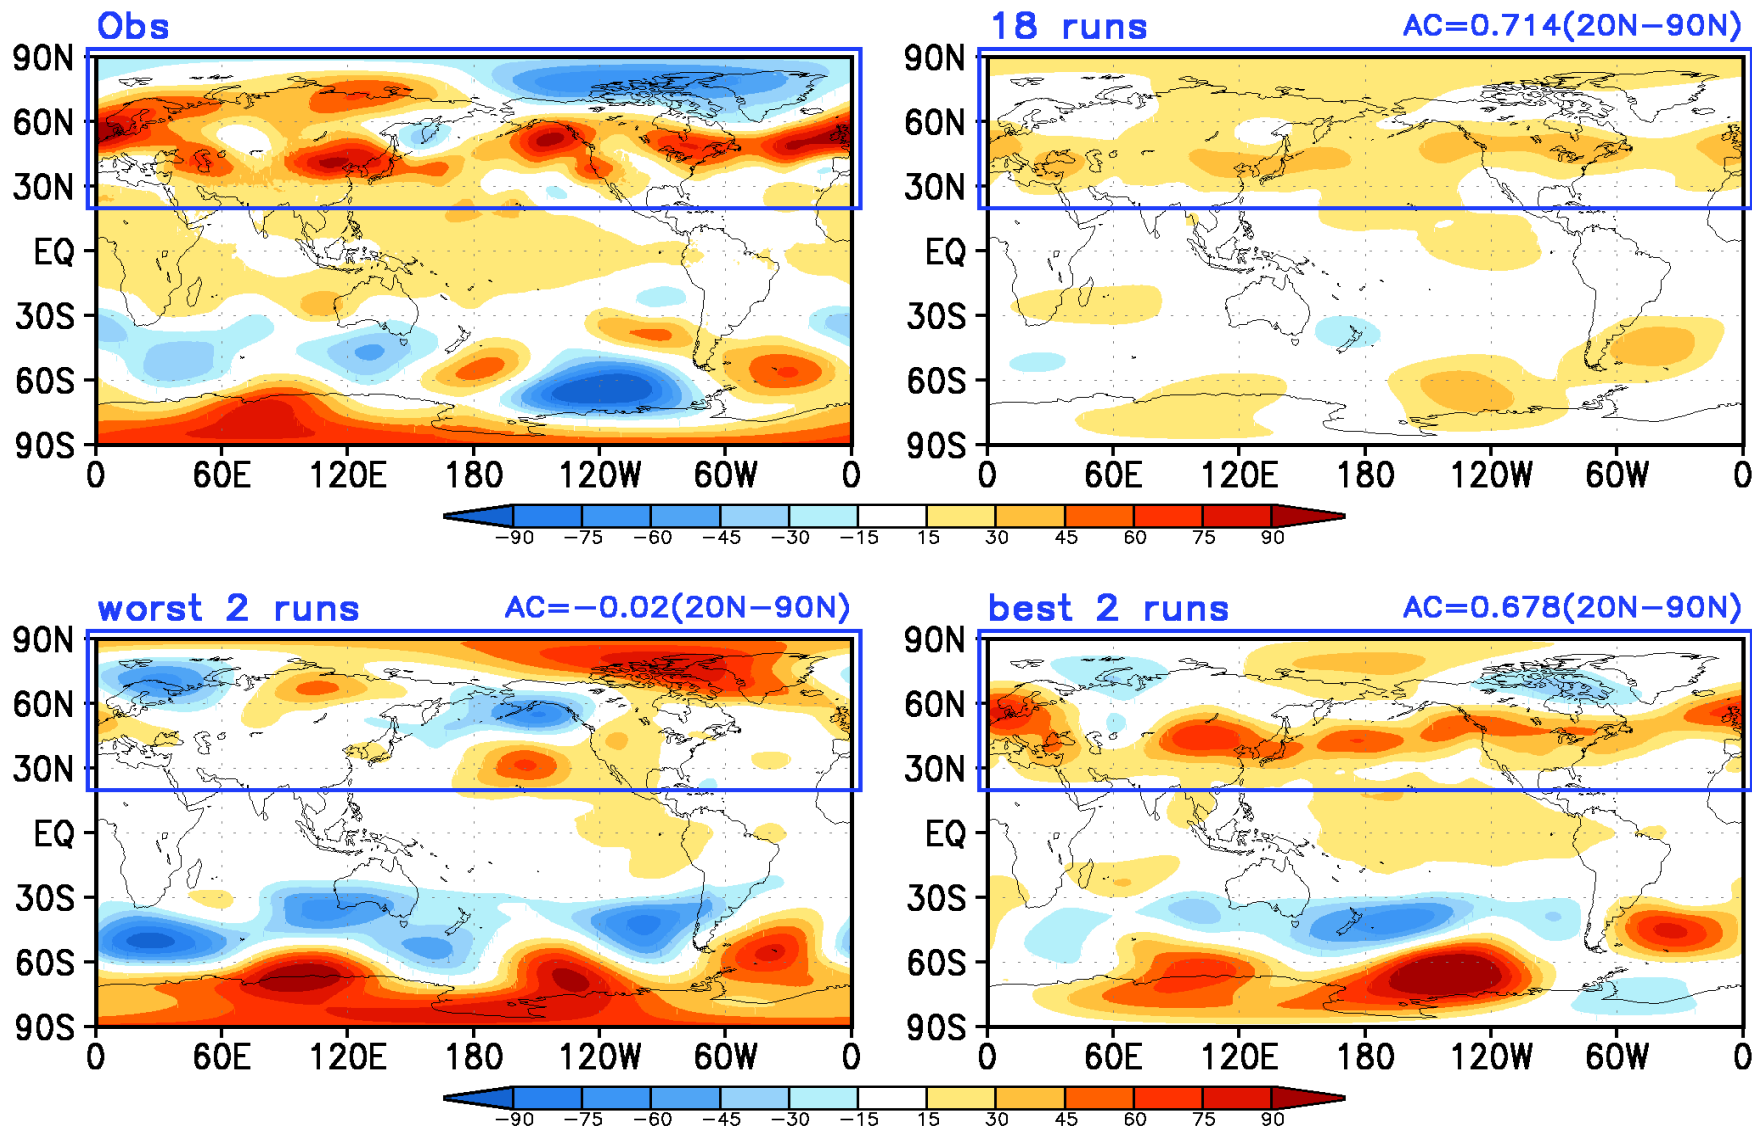 Obs
18 runs AC=0.714(20N−90N)
90N 90N
60N 60N
30N 30N
EQ EQ
30S 30S
60S 60S
90S 90S
0 60E 120E 180 120W 60W 0 0 60E 120E 180 120W 60W 0
−90 −75 −60 −45 −30 −15 15 30 45 60 75 90
worst 2 runs AC=−0.02(20N−90N)
best 2 runs AC=0.678(20N−90N)
90N 90N
60N 60N
30N 30N
EQ EQ
30S 30S
60S 60S
90S 90S
0 60E 120E 180 120W 60W 0 0 60E 120E 180 120W 60W 0
−90 −75 −60 −45 −30 −15 15 30 45 60 75 90